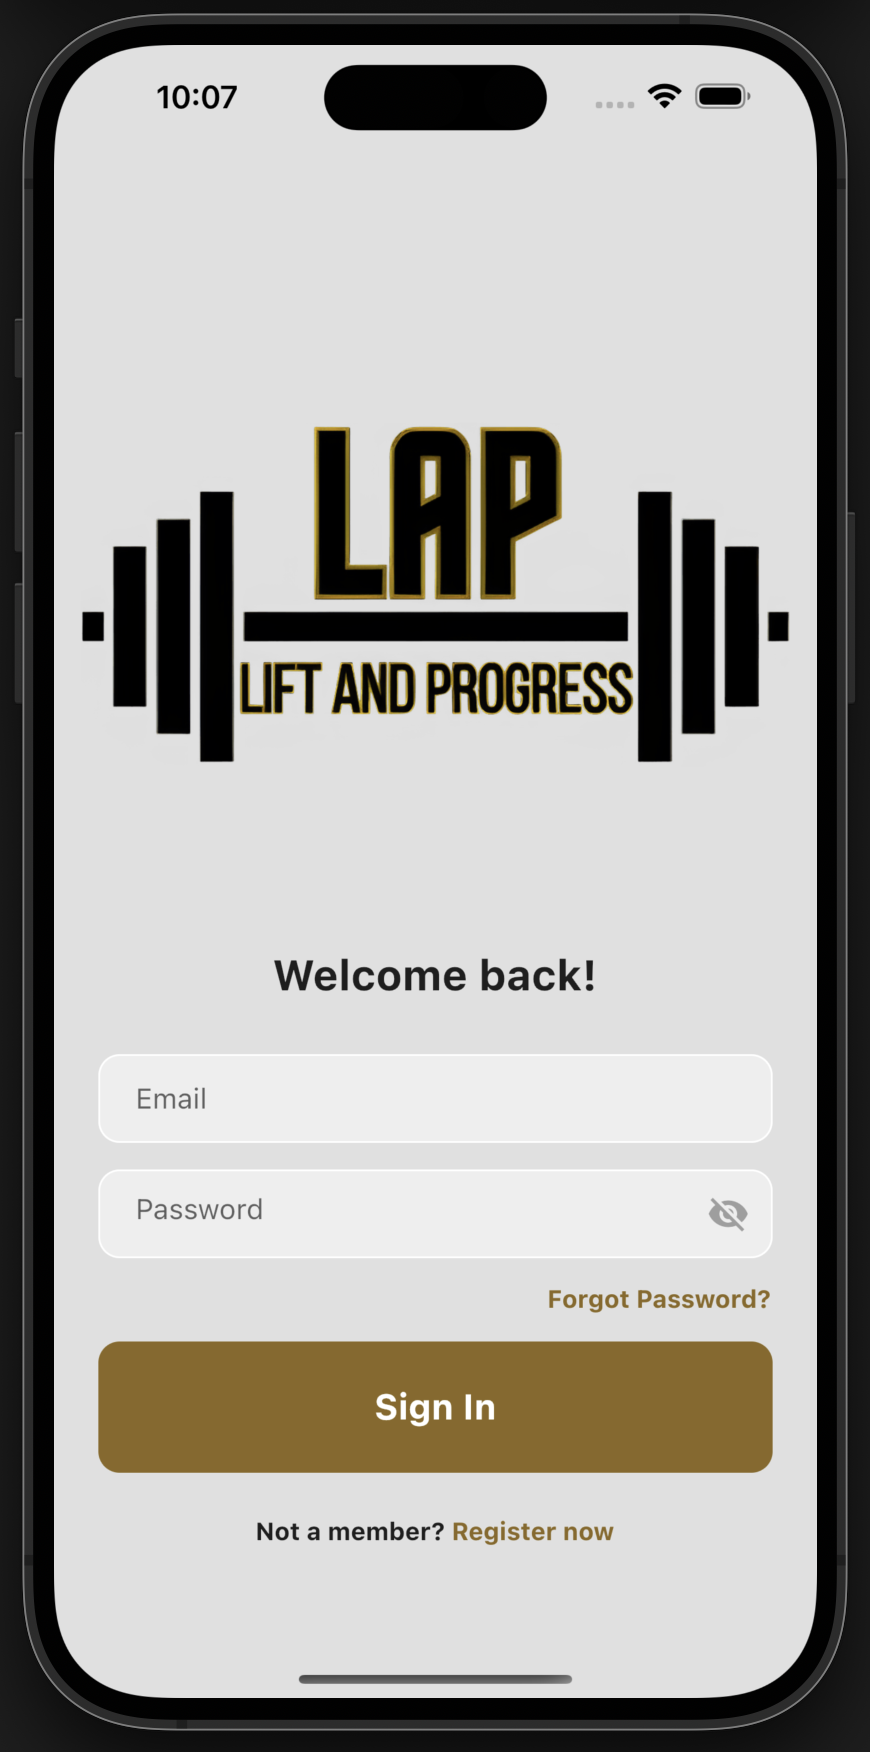 10:07
LAP
LIFT AND PROGRESS
Welcome back!
Email
Password
Forgot Password?
Sign In
Not a member? Register now